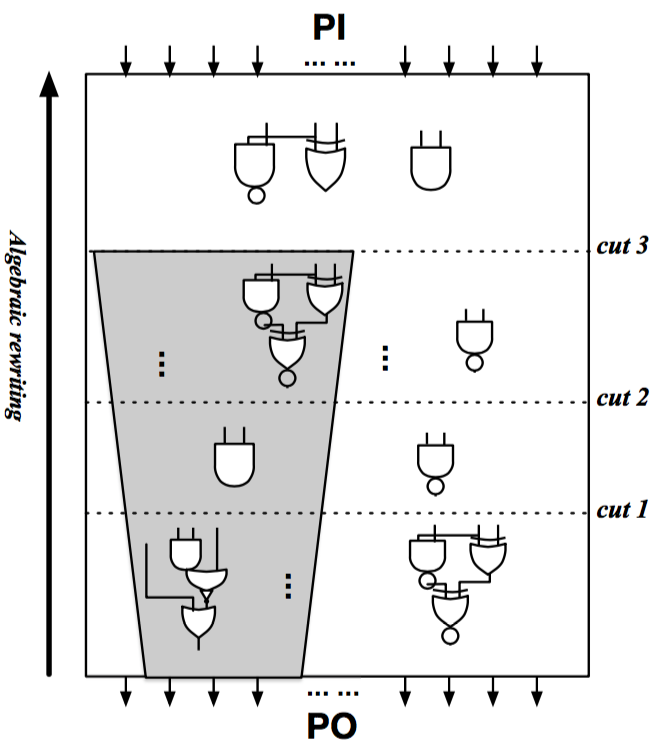 PI
... ...
Algebraic rewriting
cut 3
cut 2
cut 1
... ...
PO